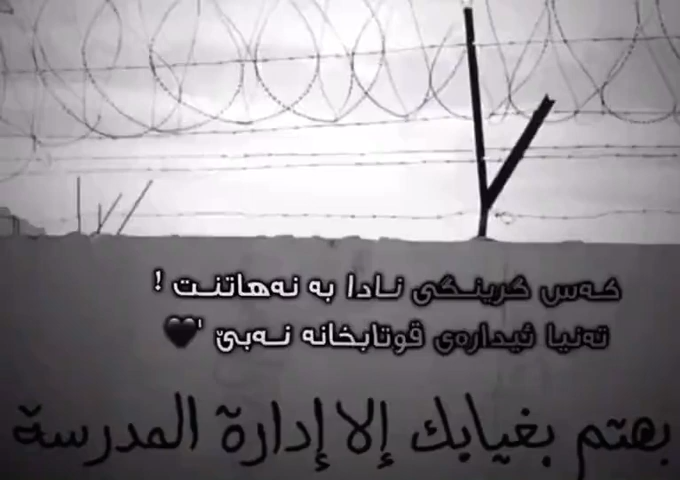 کەس گرینگی نادا بە نەهاتنت !
تەنیا ئیدارەی قوتابخانە نەبێ '🖤
بهتم بغيابك إلا إدارة المدرسة